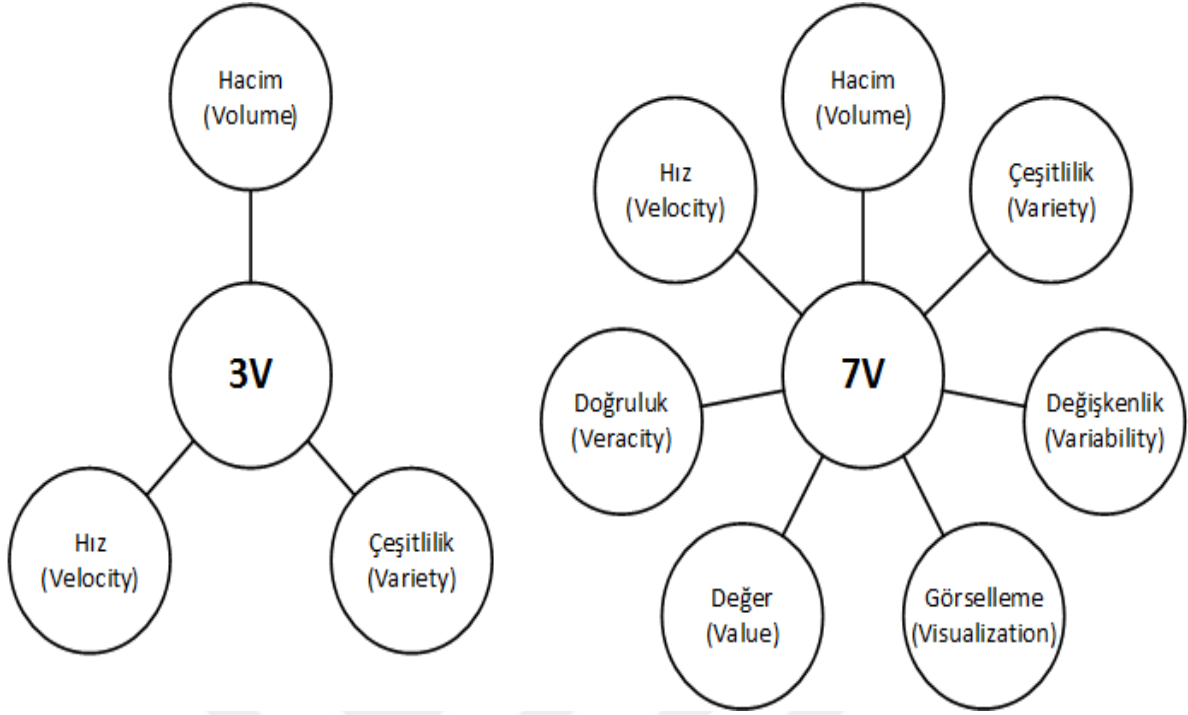 Hacim
(Volume)
3V
Hız
(Velocity)
Çeşitlilik
(Variety)
Hacim
(Volume)
Hız
(Velocity)
Çeşitlilik
(Variety)
7V
Doğruluk
(Veracity)
Değişkenlik
(Variability)
Değer
(Value)
Görselleme
(Visualization)